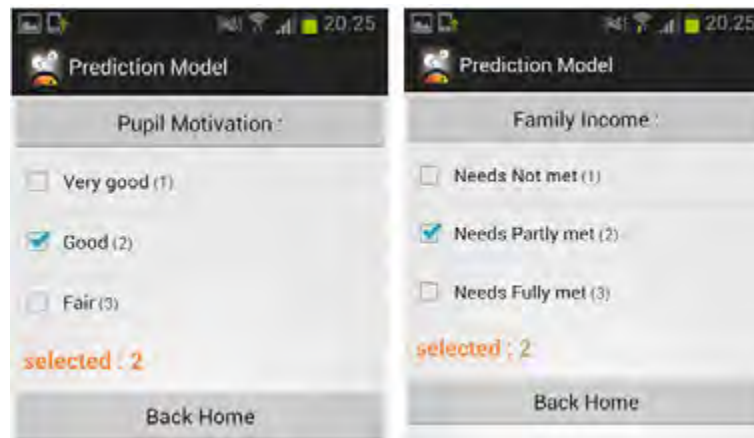 20:25
Prediction Model
Pupil Motivation :
Very good (1)
Good (2)
Fair (3)
selected : 2
Back Home
20:25
Prediction Model
Family Income :
Needs Not met (1)
Needs Partly met (2)
Needs Fully met (3)
selected : 2
Back Home